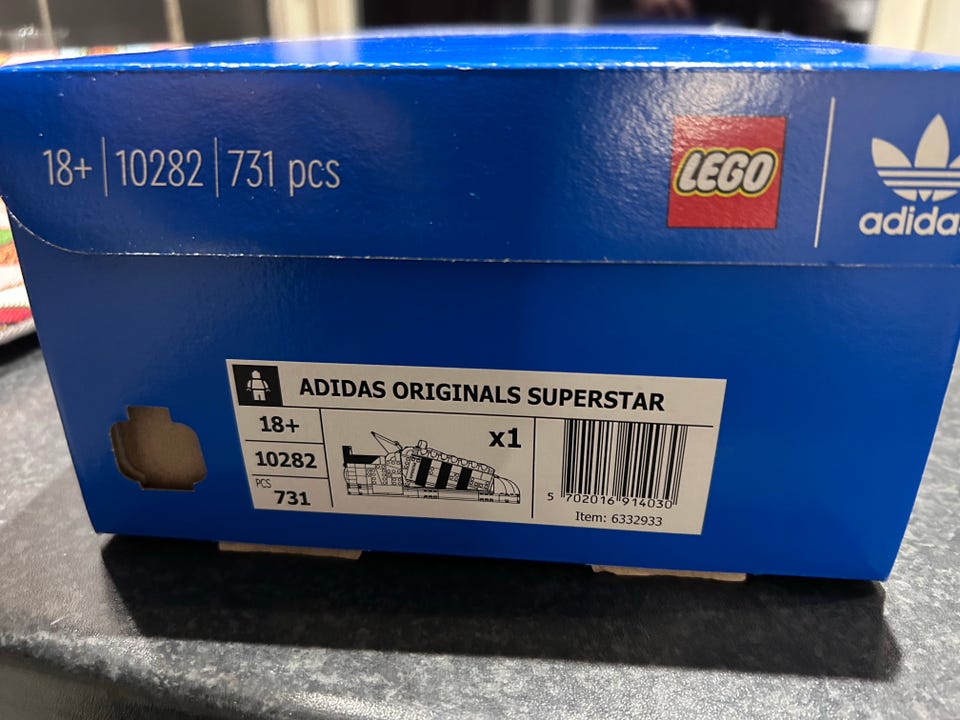 18+ | 10282 | 731 pcs
LEGO
adidas
ADIDAS ORIGINALS SUPERSTAR
18+
10282
PCS
731
x1
5 702016 914030
Item: 6332933